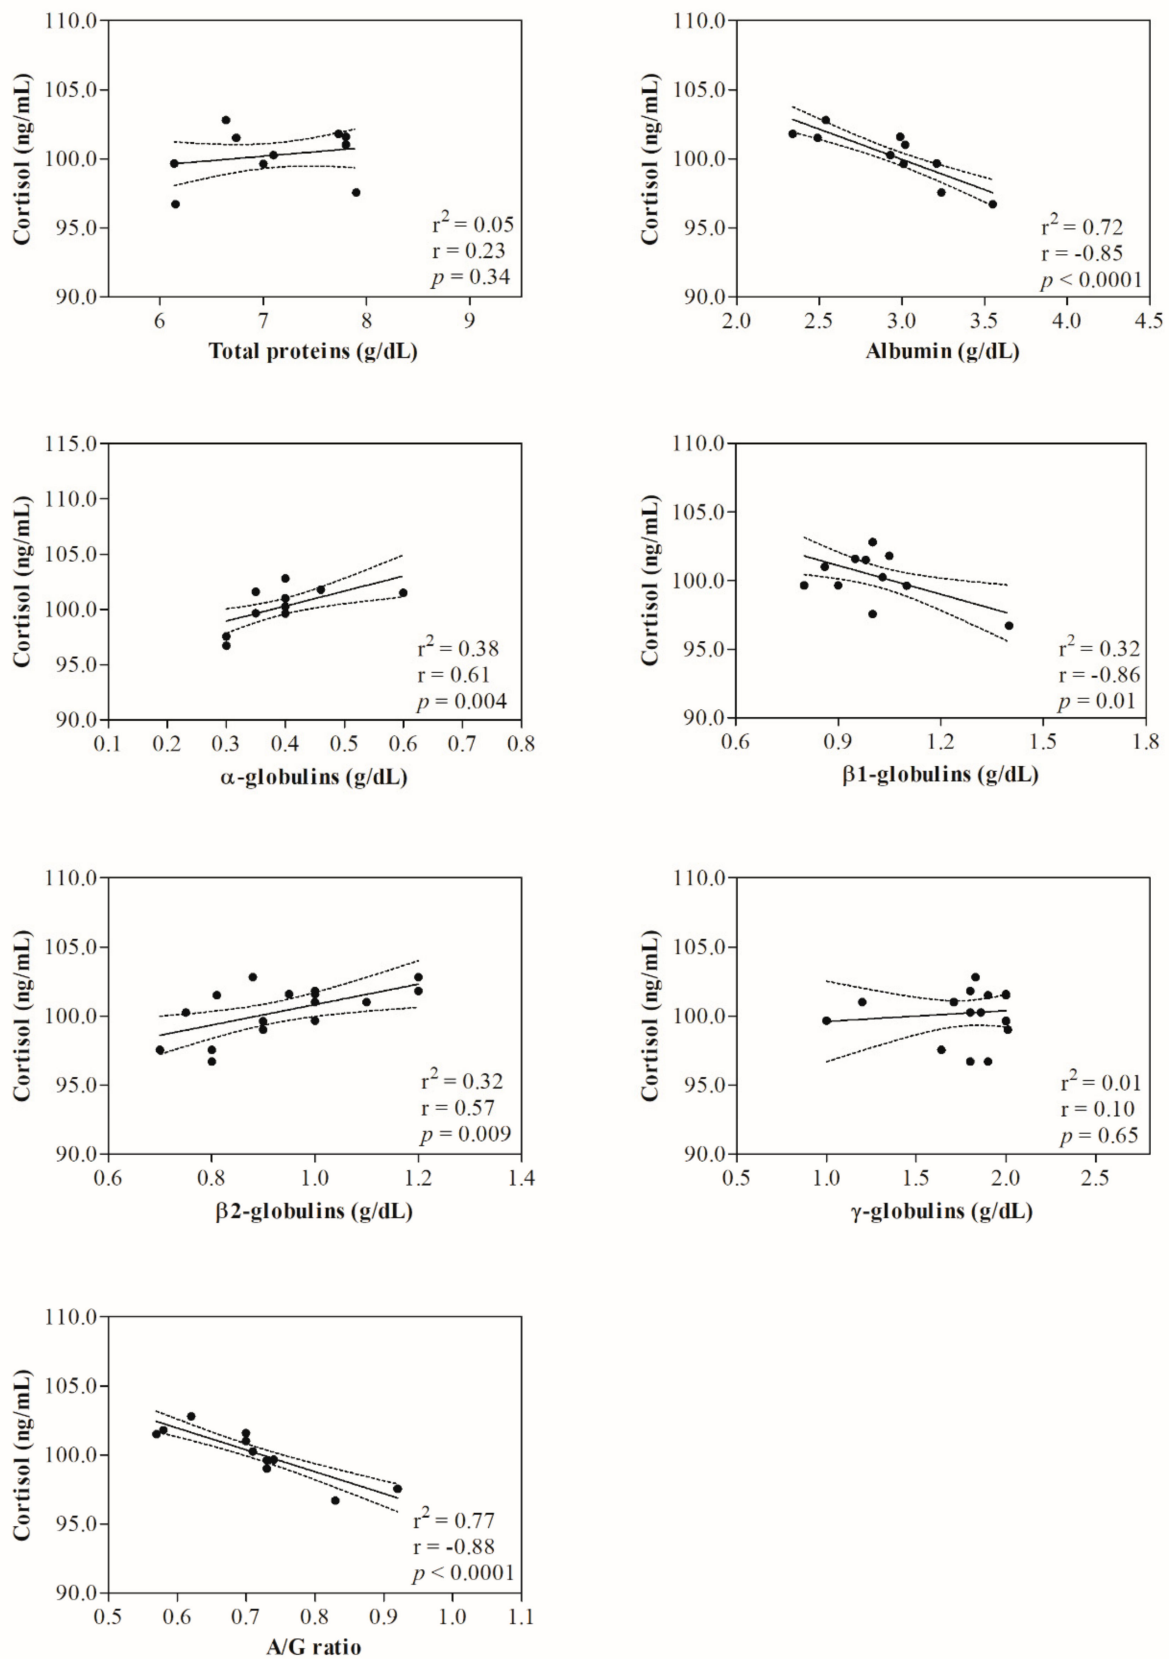 110.0
105.0
100.0
95.0
90.0
Cortisol (ng/mL)
r² = 0.05
r = 0.23
p = 0.34
6 7 8 9
Total proteins (g/dL)
110.0
105.0
100.0
95.0
90.0
Cortisol (ng/mL)
r² = 0.72
r = -0.85
p < 0.0001
2.0 2.5 3.0 3.5 4.0 4.5
Albumin (g/dL)
115.0
110.0
105.0
100.0
95.0
90.0
Cortisol (ng/mL)
r² = 0.38
r = 0.61
p = 0.004
0.1 0.2 0.3 0.4 0.5 0.6 0.7 0.8
α-globulins (g/dL)
110.0
105.0
100.0
95.0
90.0
Cortisol (ng/mL)
r² = 0.32
r = -0.86
p = 0.01
0.6 0.9 1.2 1.5 1.8
β1-globulins (g/dL)
110.0
105.0
100.0
95.0
90.0
Cortisol (ng/mL)
r² = 0.32
r = 0.57
p = 0.009
0.6 0.8 1.0 1.2 1.4
β2-globulins (g/dL)
110.0
105.0
100.0
95.0
90.0
Cortisol (ng/mL)
r² = 0.01
r = 0.10
p = 0.65
0.5 1.0 1.5 2.0 2.5
γ-globulins (g/dL)
110.0
105.0
100.0
95.0
90.0
Cortisol (ng/mL)
r² = 0.77
r = -0.88
p < 0.0001
0.5 0.6 0.7 0.8 0.9 1.0 1.1
A/G ratio